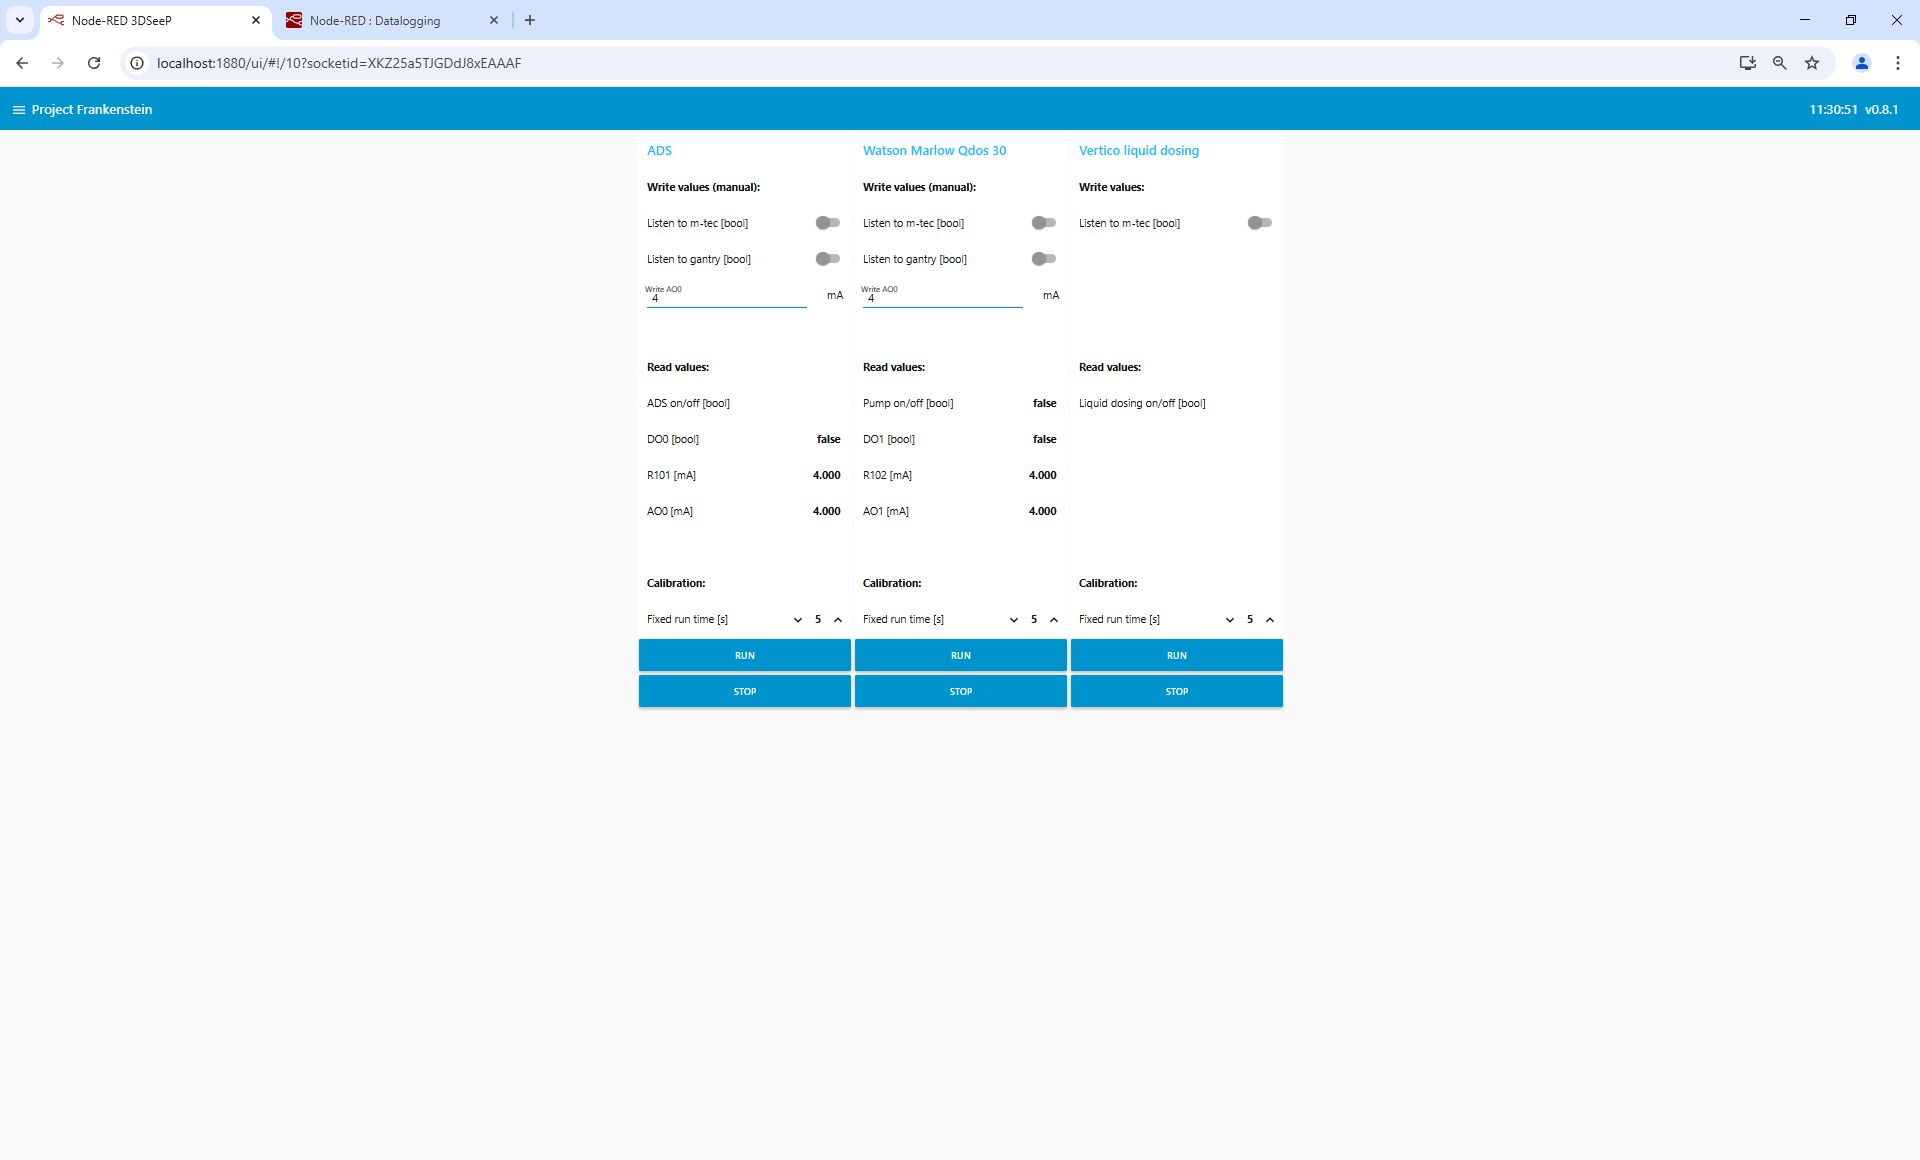 Node-RED 3DSeeP
Node-RED : Datalogging
localhost:1880/ui/#!/10?socketid=XKZ25a5TJGDdJ8xEAAAF
Project Frankenstein
11:30:51 v0.8.1
ADS
Write values (manual):
Listen to m-tec [bool]
Listen to gantry [bool]
Write AO0
4
mA
Read values:
ADS on/off [bool]
DO0 [bool] false
R101 [mA] 4.000
AO0 [mA] 4.000
Calibration:
Fixed run time [s] 5
RUN
STOP
Watson Marlow Qdos 30
Write values (manual):
Listen to m-tec [bool]
Listen to gantry [bool]
Write AO0
4
mA
Read values:
Pump on/off [bool] false
DO1 [bool] false
R102 [mA] 4.000
AO1 [mA] 4.000
Calibration:
Fixed run time [s] 5
RUN
STOP
Vertico liquid dosing
Write values:
Listen to m-tec [bool]
Read values:
Liquid dosing on/off [bool]
Calibration:
Fixed run time [s] 5
RUN
STOP